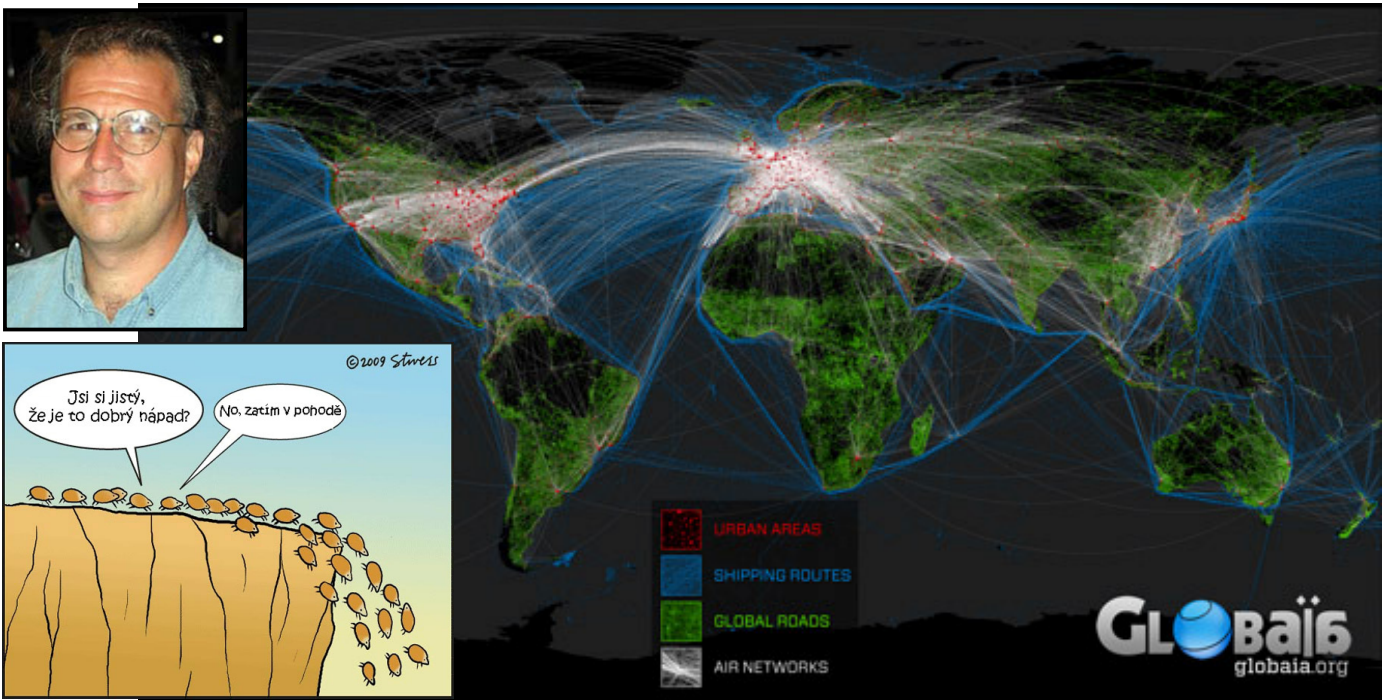 ©2009 Stivers
Jsi si jistý,
že je to dobrý nápad?
No, zatím v pohodě
URBAN AREAS
SHIPPING ROUTES
GLOBAL ROADS
AIR NETWORKS
GLOBAÏA
globaia.org